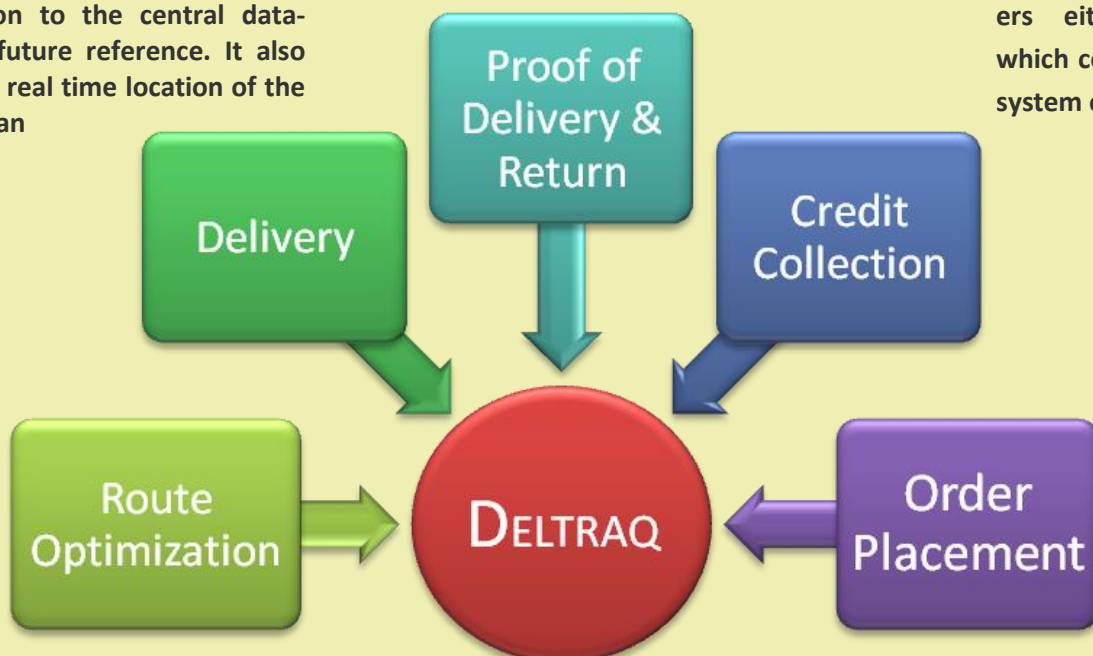 on to the central data-
future reference. It also
real time location of the
an
ers eit
which c
system
Proof of
Delivery &
Return
Delivery
Credit
Collection
Route
Optimization
DELTRAQ
Order
Placement